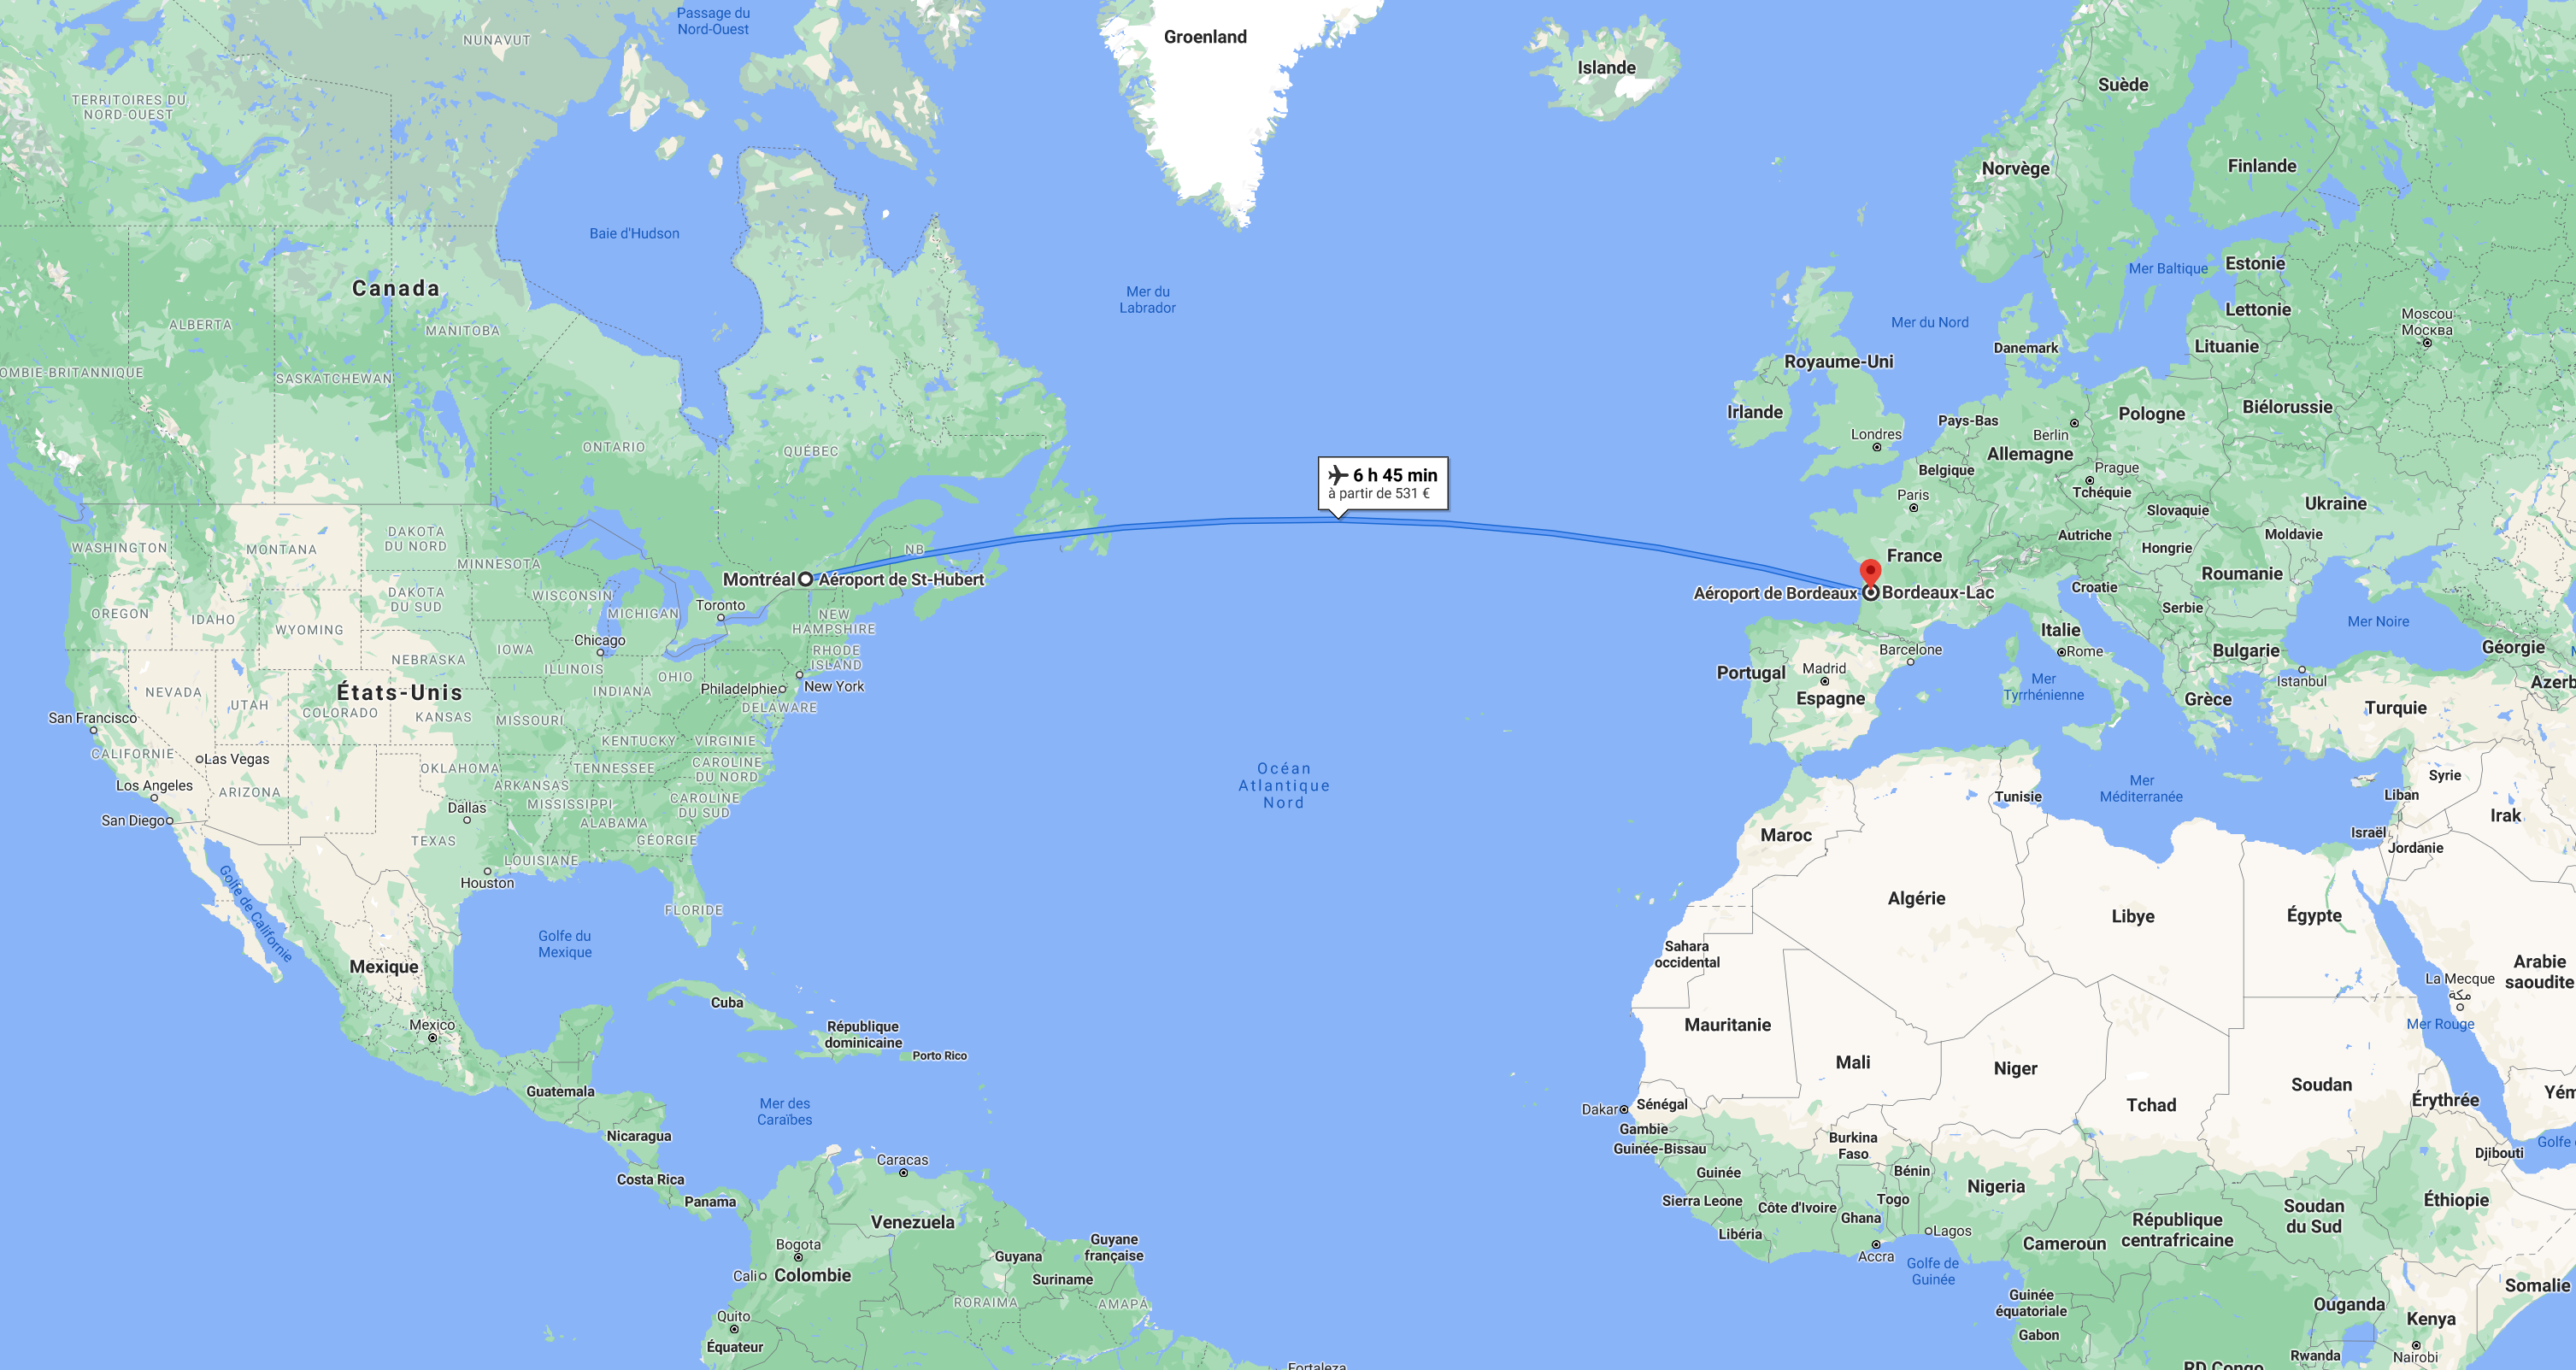 Passage du
Nord-Ouest
NUNAVUT
Groenland
Islande
Suède
TERRITOIRES DU
NORD-OUEST
Norvège
Finlande
Baie d'Hudson
Mer Baltique
Estonie
Canada
Mer du
Labrador
Lettonie
ALBERTA
MANITOBA
Mer du Nord
Moscou
Москва
Danemark
Lituanie
OMBIE-BRITANNIQUE
SASKATCHEWAN
Royaume-Uni
Irlande
Pays-Bas
Pologne
Biélorussie
ONTARIO
QUÉBEC
Londres
Berlin
Allemagne
Belgique
Prague
Tchéquie
6 h 45 min
à partir de 531 €
Paris
Slovaquie
Ukraine
WASHINGTON
MONTANA
DAKOTA
DU NORD
MINNESOTA
NB
Autriche
Hongrie
Moldavie
France
Montréal
Aéroport de St-Hubert
Aéroport de Bordeaux
Bordeaux-Lac
Croatie
Roumanie
OREGON
IDAHO
WYOMING
DAKOTA
DU SUD
WISCONSIN
MICHIGAN
Toronto
NEW
HAMPSHIRE
Serbie
Mer Noire
Chicago
IOWA
ILLINOIS
NEBRASKA
RHODE
ISLAND
Italie
Rome
Barcelone
Bulgarie
Géorgie
NEVADA
UTAH
États-Unis
COLORADO
KANSAS
MISSOURI
INDIANA
OHIO
Philadelphie
New York
DELAWARE
Portugal
Madrid
Espagne
Mer
Tyrrhénienne
Grèce
Istanbul
Azerb
Turquie
San Francisco
CALIFORNIE
Las Vegas
KENTUCKY
VIRGINIE
OKLAHOMA
TENNESSEE
CAROLINE
DU NORD
Océan
Atlantique
Nord
Los Angeles
ARIZONA
ARKANSAS
MISSISSIPPI
CAROLINE
DU SUD
Tunisie
Mer
Méditerranée
Syrie
Liban
San Diego
Dallas
ALABAMA
GÉORGIE
TEXAS
Maroc
Israël
Irak
Jordanie
LOUISIANE
Houston
Golfe de Californie
FLORIDE
Algérie
Libye
Égypte
Golfe du
Mexique
Sahara
occidental
Mexique
Arabie
saoudite
La Mecque
مكة
Cuba
Mexico
République
dominicaine
Porto Rico
Mauritanie
Mer Rouge
Mali
Niger
Guatemala
Mer des
Caraïbes
Dakar
Sénégal
Tchad
Soudan
Érythrée
Yém
Nicaragua
Gambie
Guinée-Bissau
Burkina
Faso
Golfe
Djibouti
Caracas
Costa Rica
Panama
Guinée
Bénin
Nigeria
Sierra Leone
Côte d'Ivoire
Togo
Ghana
Éthiopie
Venezuela
Libéria
Lagos
République
centrafricaine
Soudan
du Sud
Bogota
Guyana
Guyane
française
Accra
Cameroun
Cali
Colombie
Suriname
Golfe de
Guinée
Somalie
RORAIMA
AMAPÁ
Guinée
équatoriale
Ouganda
Kenya
Quito
Équateur
Gabon
Rwanda
Nairobi
Fortaleza
RD Congo